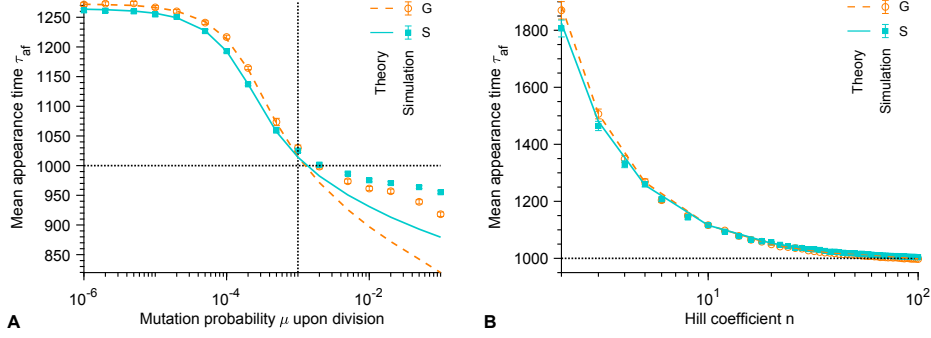 1250
1200
1150
1100
1050
1000
950
900
850
Mean appearance time τaf
10-6
10-4
10-2
Mutation probability μ upon division
G
S
Theory
Simulation
A
1800
1600
1400
1200
1000
Mean appearance time τaf
101
102
Hill coefficient n
G
S
Theory
Simulation
B